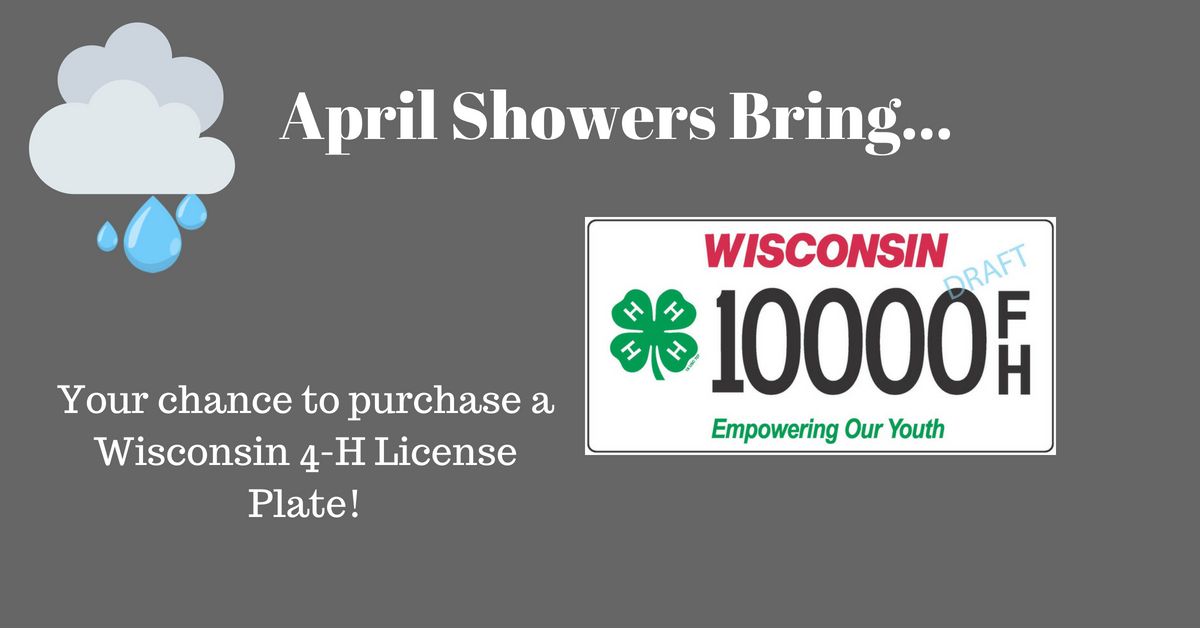 April Showers Bring...
WISCONSIN
DRAFT
H H
H H
10000
F
H
Empowering Our Youth
Your chance to purchase a
Wisconsin 4-H License
Plate!